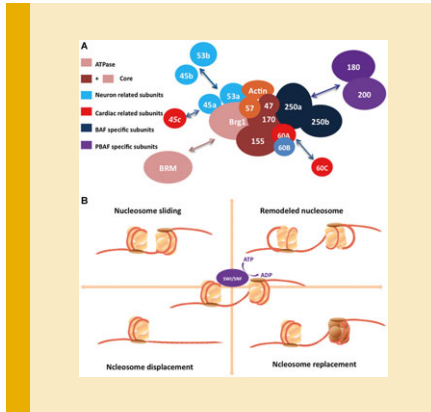 A
ATPase
+ Core
Neuron related subunits
Cardiac related subunits
BAF specific subunits
PBAF specific subunits
53b
45b
53a
45a
45c
Actin
57
47
Brg1
170
155
250a
250b
180
200
60A
60B
60C
BRM
B
Nucleosome sliding
Remodeled nucleosome
ATP
SWI/SNF
ADP
Ncleosome displacement
Ncleosome replacement